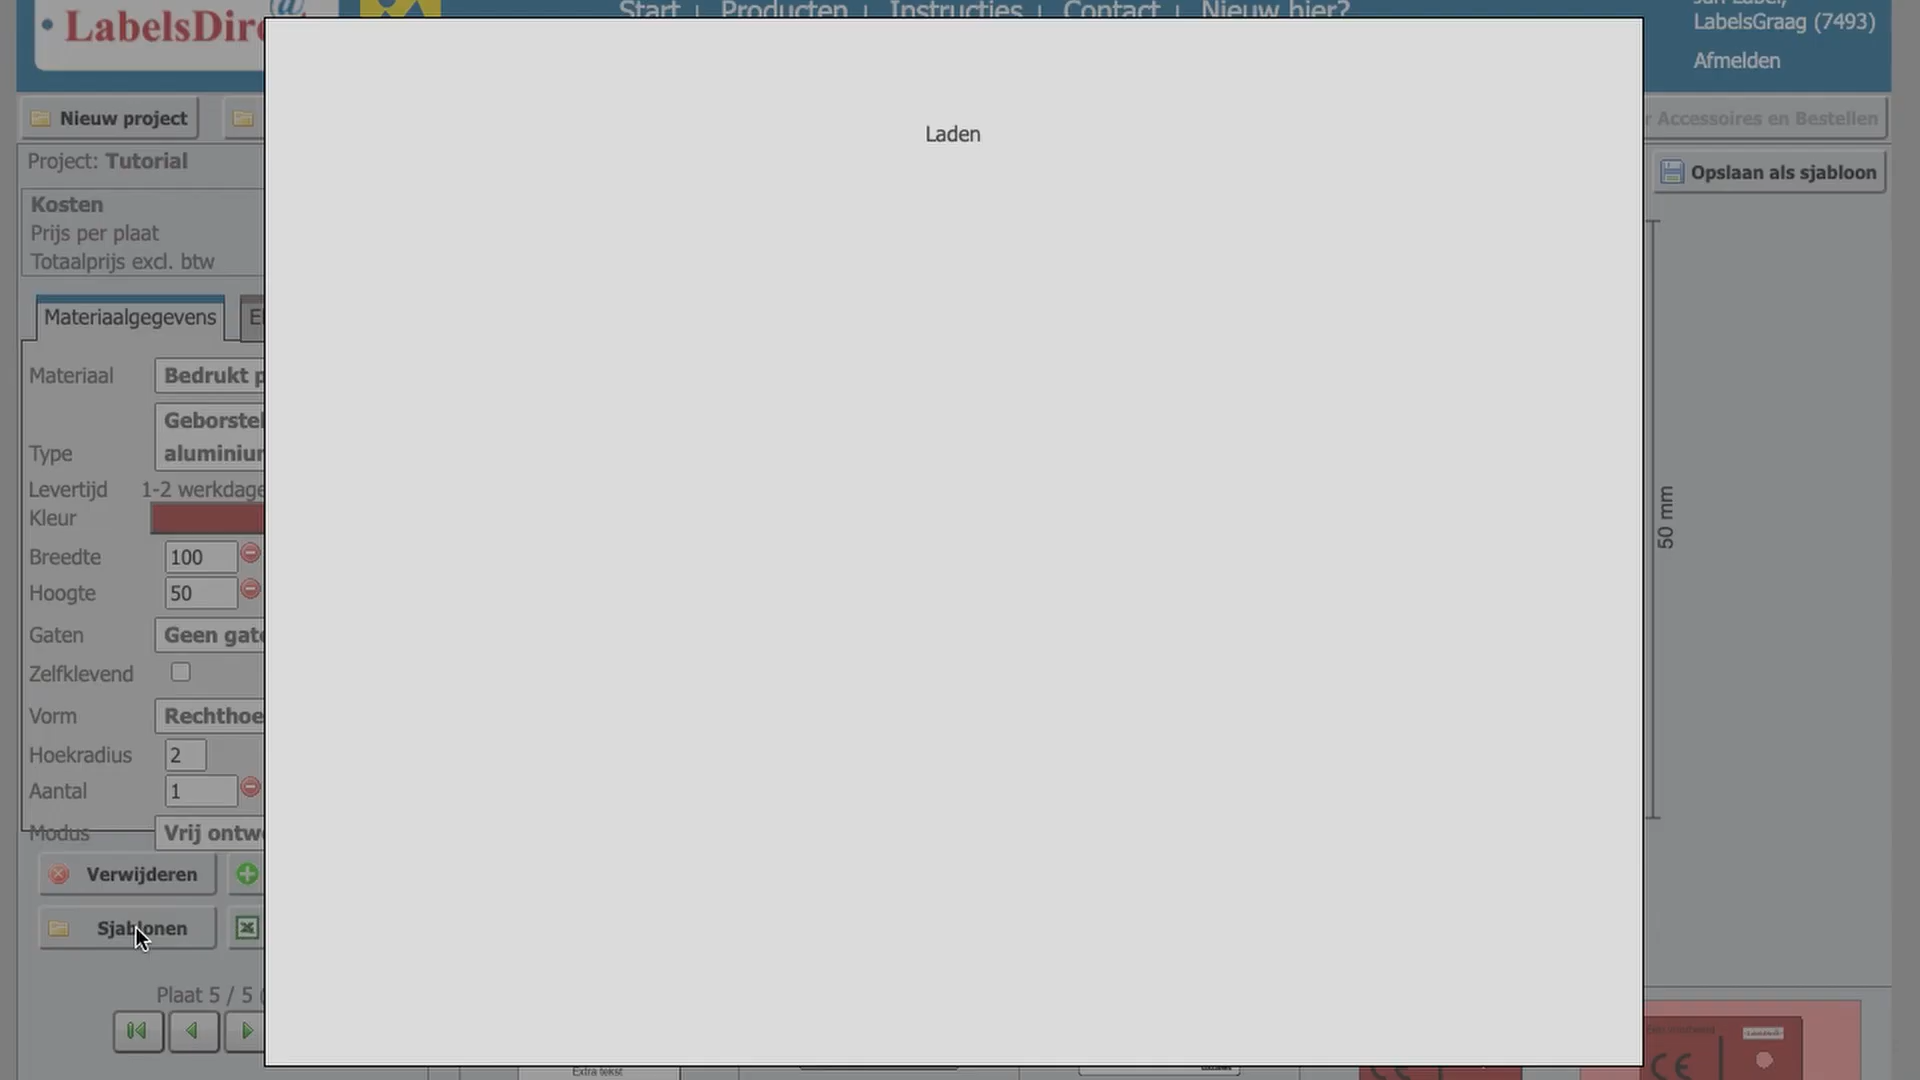 Start | Producten | Instructies | Contact | Nieuw hier?
LabelsGraag (7493)
Afmelden
Nieuw project
Accessoires en Bestellen
Laden
Project: Tutorial
Opslaan als sjabloon
Kosten
Prijs per plaat
Totaalprijs excl. btw
Materiaalgegevens
Materiaal Bedrukt p
Geborstel
Type aluminiu
Levertijd 1-2 werkdage
Kleur
Breedte 100
Hoogte 50
50 mm
Gaten Geen gat
Zelfklevend
Vorm Rechthoe
Hoekradius 2
Aantal 1
Modus Vrij ontw
Verwijderen
Sjablonen
Plaat 5 / 5
Extra tekst
CE
CE